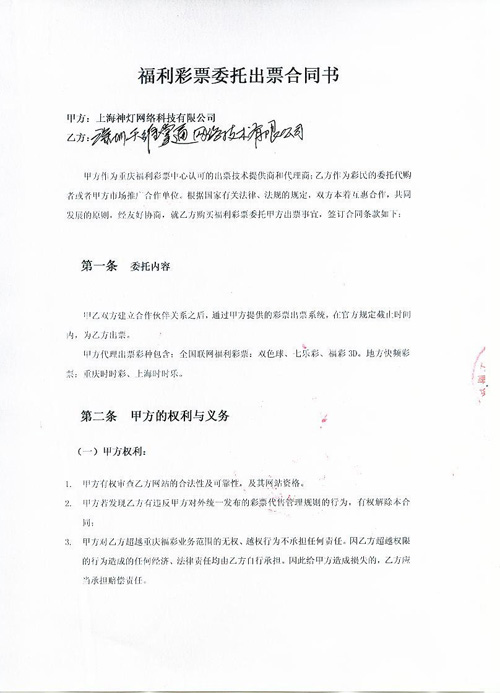 福利彩票委托出票合同书
甲方：上海神灯网络科技有限公司
乙方：深圳天维掌通网络技术有限公司
甲方作为重庆福利彩票中心认可的出票技术提供商和代理商；乙方作为彩民的委托代购
者或者甲方市场推广合作单位。根据国家有关法律、法规的规定，双方本着互惠合作，共同
发展的原则，经友好协商，就乙方购买福利彩票委托甲方出票事宜，签订合同条款如下：
第一条 委托内容
甲乙双方建立合作伙伴关系之后，通过甲方提供的彩票出票系统，在官方规定截止时间
内，为乙方出票。
甲方代理出票彩种包含：全国联网福利彩票：双色球、七乐彩、福彩 3D。地方快频彩
票：重庆时时彩、上海时时乐。
第二条 甲方的权利与义务
（一）甲方权利：
1. 甲方有权审查乙方网站的合法性及可靠性，及其网站资格。
2. 甲方若发现乙方有违反甲方对外统一发布的彩票代售管理规则的行为，有权解除本合
同；
3. 甲方对乙方超越重庆福彩业务范围的无权、越权行为不承担任何责任。因乙方超越权限
的行为造成的任何经济、法律责任均由乙方自行承担。因此给甲方造成损失的，乙方应
当承担赔偿责任。